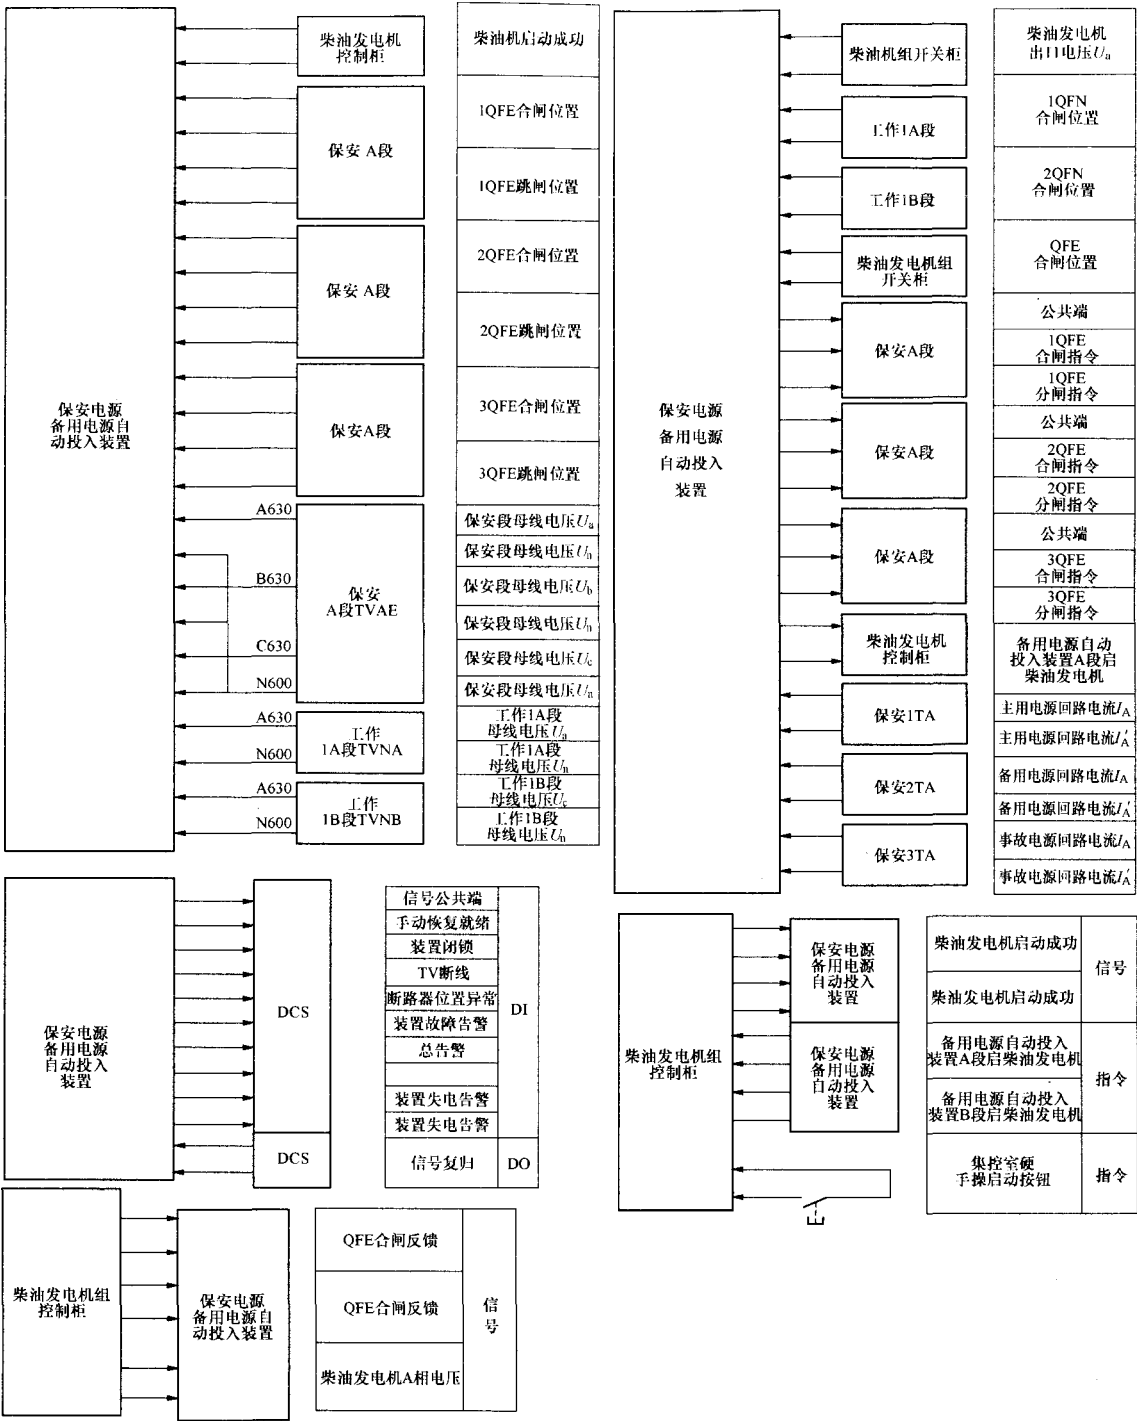 保安电源
备用电源自
动投入装置
柴油发电机
控制柜
保安 A段
保安 A段
保安A段
A630
B630
C630
N600
保安
A段TVAE
A630
N600
工作
1A段TVNA
A630
N600
工作
1B段TVNB
柴油机启动成功
1QFE合闸位置
1QFE跳闸位置
2QFE合闸位置
2QFE跳闸位置
3QFE合闸位置
3QFE跳闸位置
保安段母线电压Ua
保安段母线电压Un
保安段母线电压Ub
保安段母线电压Un
保安段母线电压Uc
保安段母线电压Un
工作1A段
母线电压Ua
工作1A段
母线电压Un
工作1B段
母线电压Uc
工作1B段
母线电压Un
保安电源
备用电源
自动投入
装置
柴油机组开关柜
工作1A段
工作1B段
柴油发电机组
开关柜
保安A段
保安A段
保安A段
柴油发电机
控制柜
保安1TA
保安2TA
保安3TA
柴油发电机
出口电压Ua
1QFN
合闸位置
2QFN
合闸位置
QFE
合闸位置
公共端
1QFE
合闸指令
1QFE
分闸指令
公共端
2QFE
合闸指令
2QFE
分闸指令
公共端
3QFE
合闸指令
3QFE
分闸指令
备用电源自动
投入装置A段启
柴油发电机
主用电源回路电流IA
主用电源回路电流I′A
备用电源回路电流IA
备用电源回路电流I′A
事故电源回路电流IA
事故电源回路电流I′A
保安电源
备用电源
自动投入
装置
DCS
DCS
信号公共端
手动恢复就绪
装置闭锁
TV断线
断路器位置异常
装置故障告警
总告警
装置失电告警
装置失电告警
DI
信号复归
DO
柴油发电机组
控制柜
保安电源
备用电源
自动投入
装置
保安电源
备用电源
自动投入
装置
柴油发电机启动成功
柴油发电机启动成功
信号
备用电源自动投入
装置A段启柴油发电机
备用电源自动投入
装置B段启柴油发电机
指令
集控室硬
手操启动按钮
指令
柴油发电机组
控制柜
保安电源
备用电源自
动投入装置
QFE合闸反馈
QFE合闸反馈
柴油发电机A相电压
信
号